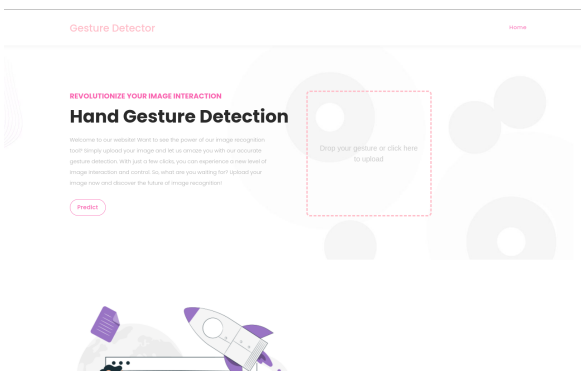 Gesture Detector
Home
REVOLUTIONIZE YOUR IMAGE INTERACTION
Hand Gesture Detection
Welcome to our website! Want to see the power of our image recognition
tool? Simply upload your image and let us amaze you with our accurate
gesture detection. With just a few clicks, you can experience a new level of
image interaction and control. So, what are you waiting for? Upload your
image now and discover the future of image recognition!
Predict
Drop your gesture or click here
to upload